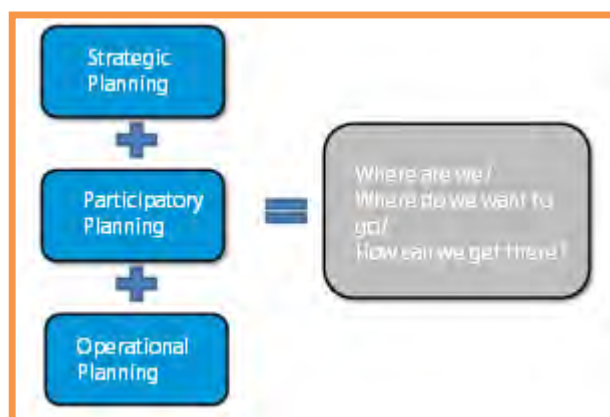 Strategic
Planning
Participatory
Planning
Operational
Planning
Where are we/
Where do we want to
go/
How can we get there?